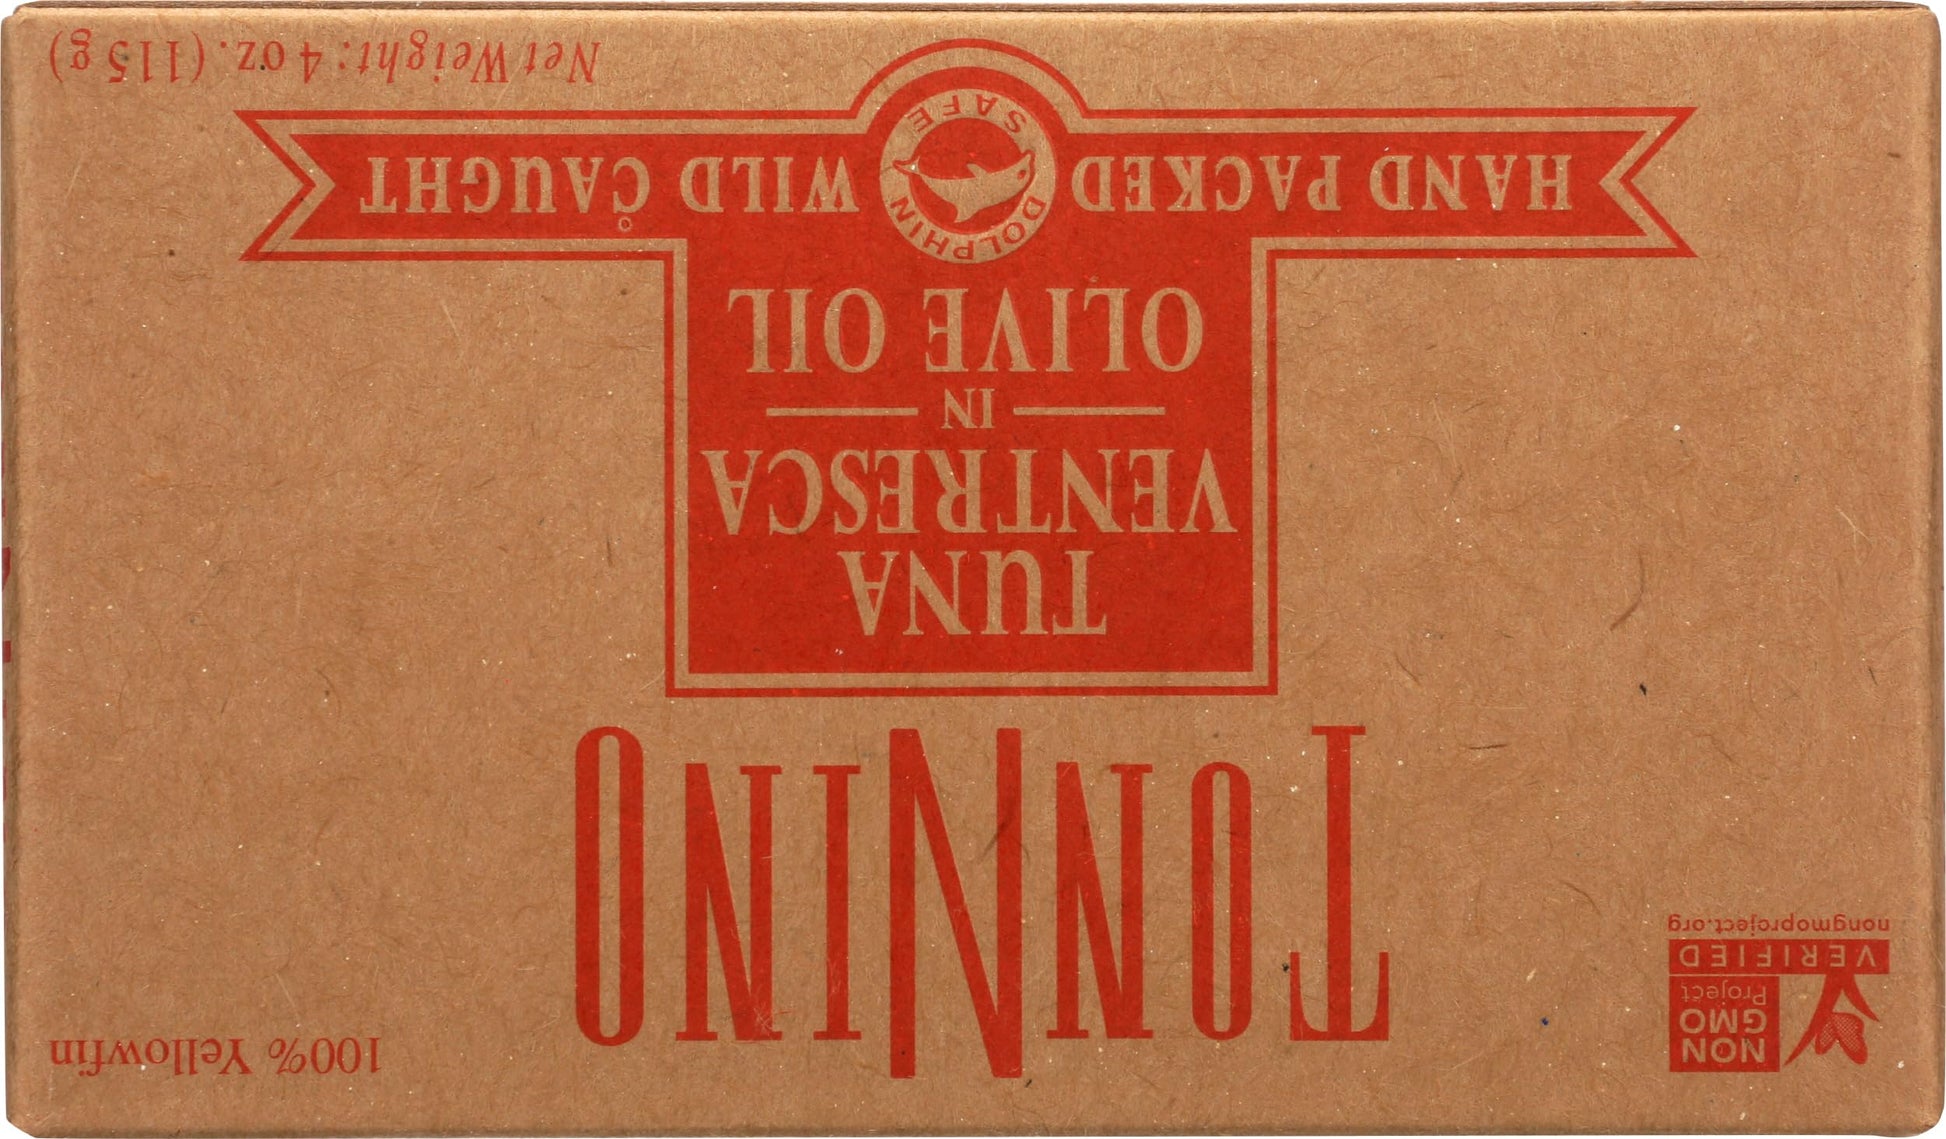 NON
GMO
Project
VERIFIED
nongmoproject.org
TONNINO
100% Yellowfin
TUNA
VENTRESCA
IN
OLIVE OIL
HAND PACKED
DOLPHIN
SAFE
WILD CAUGHT
Net Weight: 4 oz. (115 g)